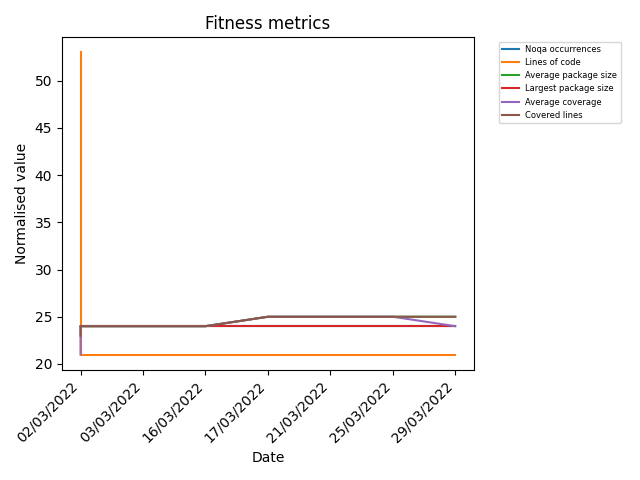 Fitness metrics
Noqa occurrences
Lines of code
Average package size
Largest package size
Average coverage
Covered lines
Normalised value
50
45
40
35
30
25
20
02/03/2022
03/03/2022
16/03/2022
17/03/2022
21/03/2022
25/03/2022
29/03/2022
Date